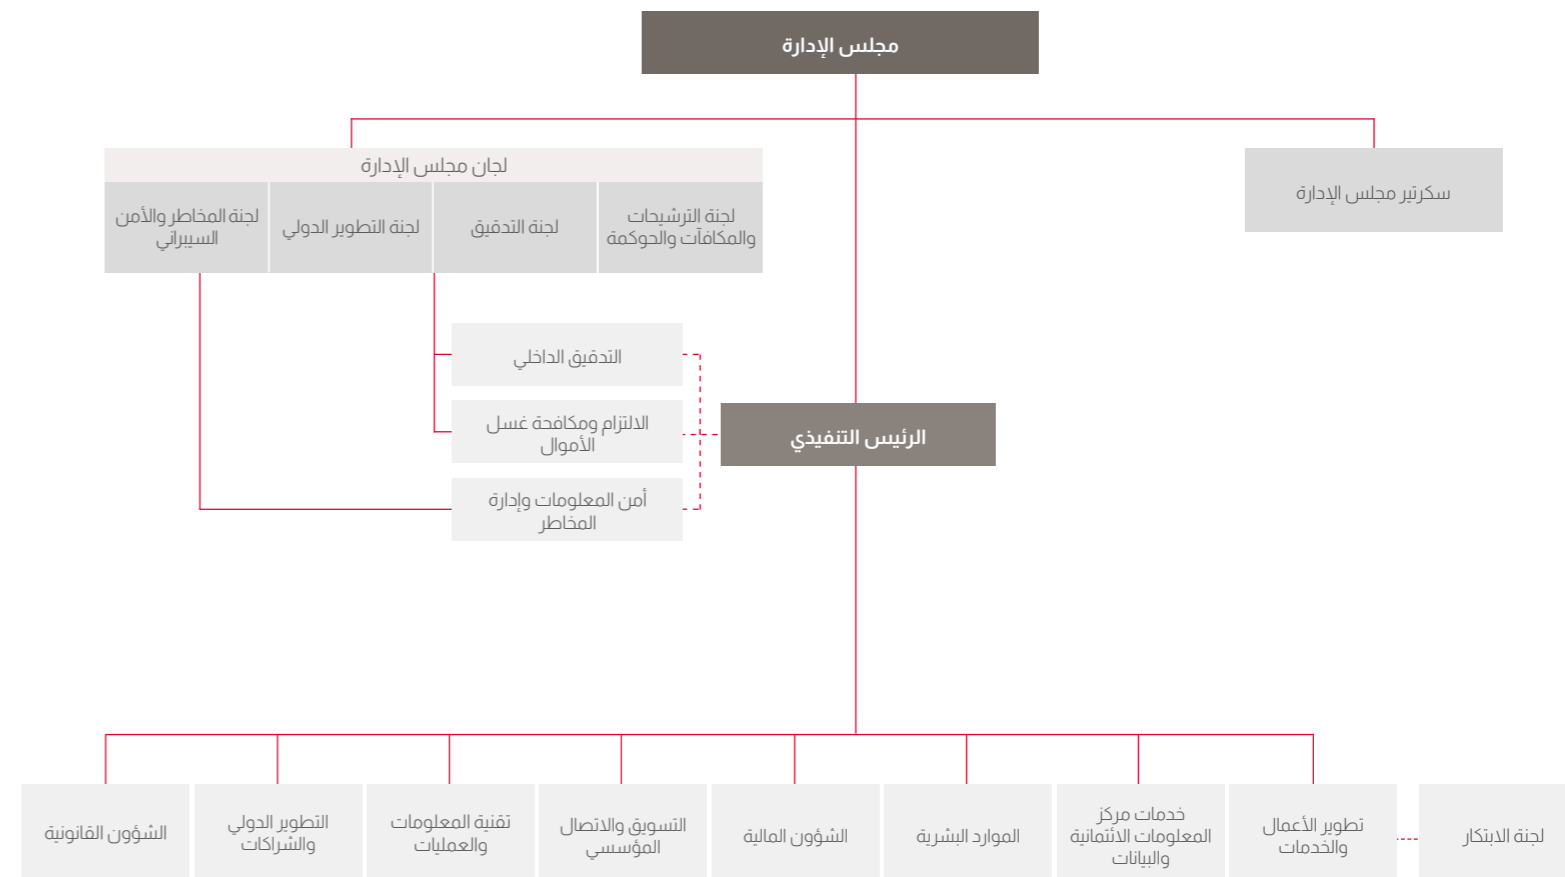 مجلس الإدارة
سكرتير مجلس الإدارة
لجان مجلس الإدارة
لجنة الترشيحات
والمكافآت والحوكمة
لجنة التدقيق
لجنة التطوير الدولي
لجنة المخاطر والأمن
السيبراني
التدقيق الداخلي
الالتزام ومكافحة غسل
الأموال
أمن المعلومات وإدارة
المخاطر
الرئيس التنفيذي
لجنة الابتكار
تطوير الأعمال
والخدمات
خدمات مركز
المعلومات الائتمانية
والبيانات
الموارد البشرية
الشؤون المالية
التسويق والاتصال
المؤسسي
تقنية المعلومات
والعمليات
التطوير الدولي
والشراكات
الشؤون القانونية